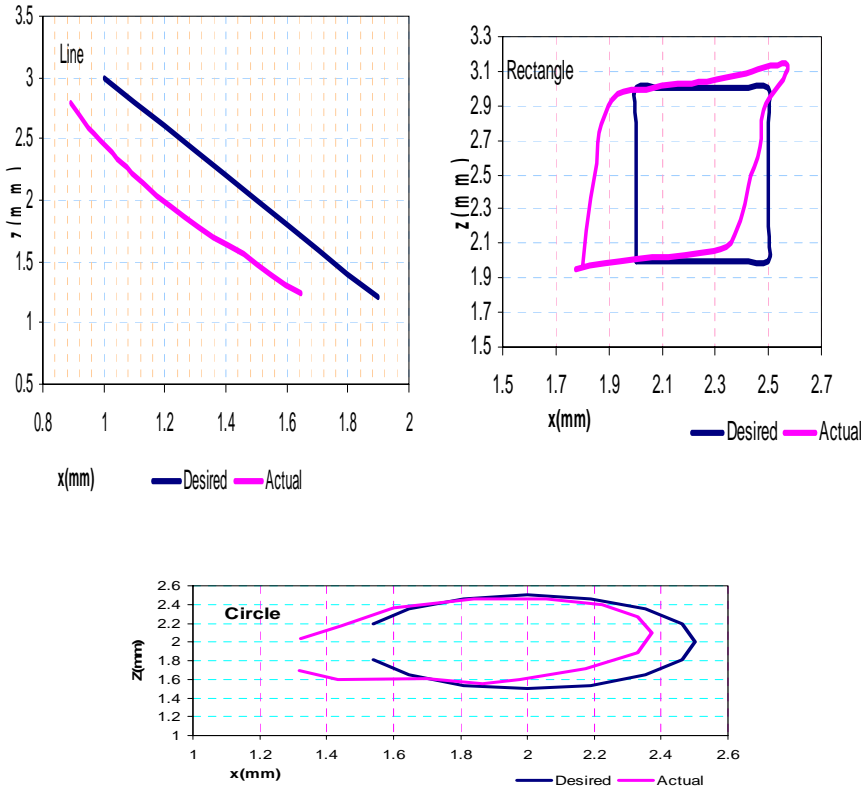 Line
3.5
3
2.5
2
1.5
1
0.5
z(mm)
0.8 1 1.2 1.4 1.6 1.8 2
x(mm) Desired Actual
Rectangle
3.3
3.1
2.9
2.7
2.5
2.3
2.1
1.9
1.7
1.5
z(mm)
1.5 1.7 1.9 2.1 2.3 2.5 2.7
x(mm)
Desired Actual
Circle
2.6
2.4
2.2
2
1.8
1.6
1.4
1.2
1
Z(mm)
1 1.2 1.4 1.6 1.8 2 2.2 2.4 2.6
x(mm)
Desired Actual